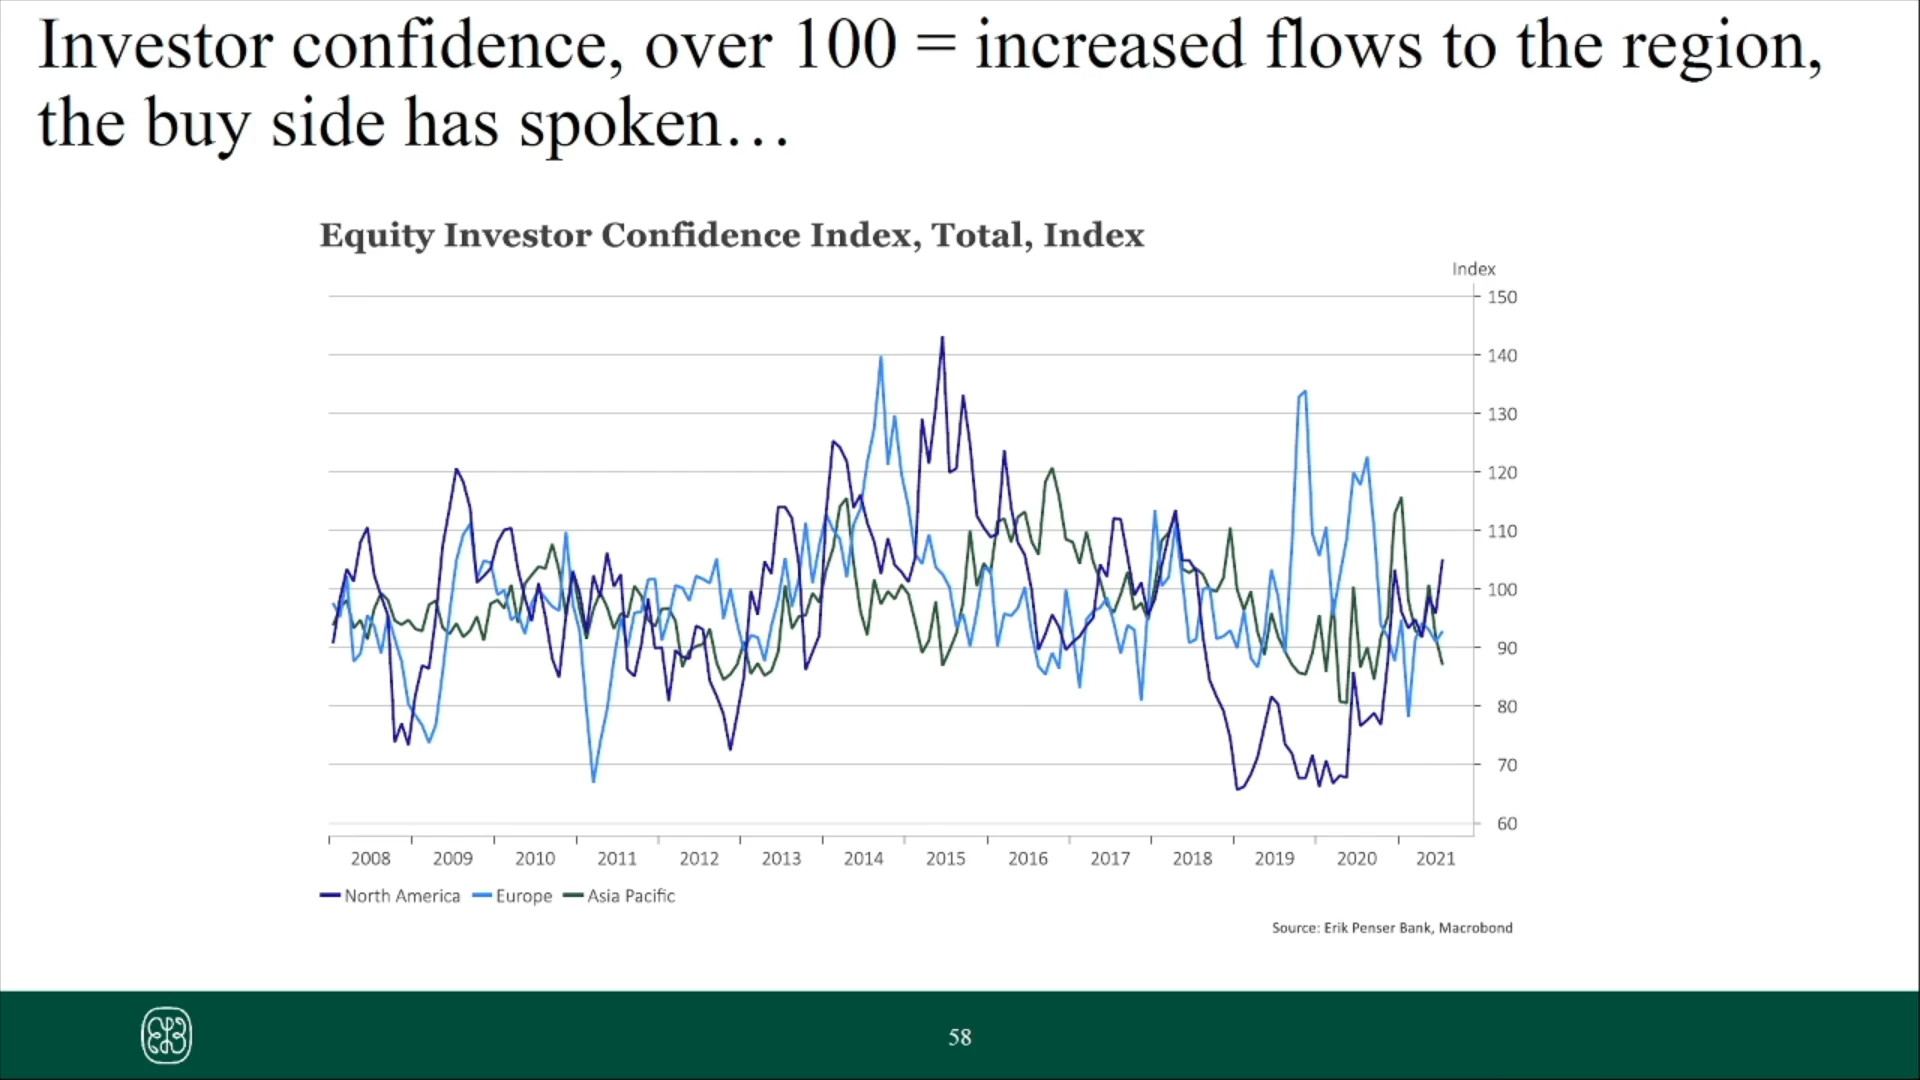 Investor confidence, over 100 = increased flows to the region,
the buy side has spoken…
Equity Investor Confidence Index, Total, Index
Index
150
140
130
120
110
100
90
80
70
60
2008 2009 2010 2011 2012 2013 2014 2015 2016 2017 2018 2019 2020 2021
North America Europe Asia Pacific
Source: Erik Penser Bank, Macrobond
58